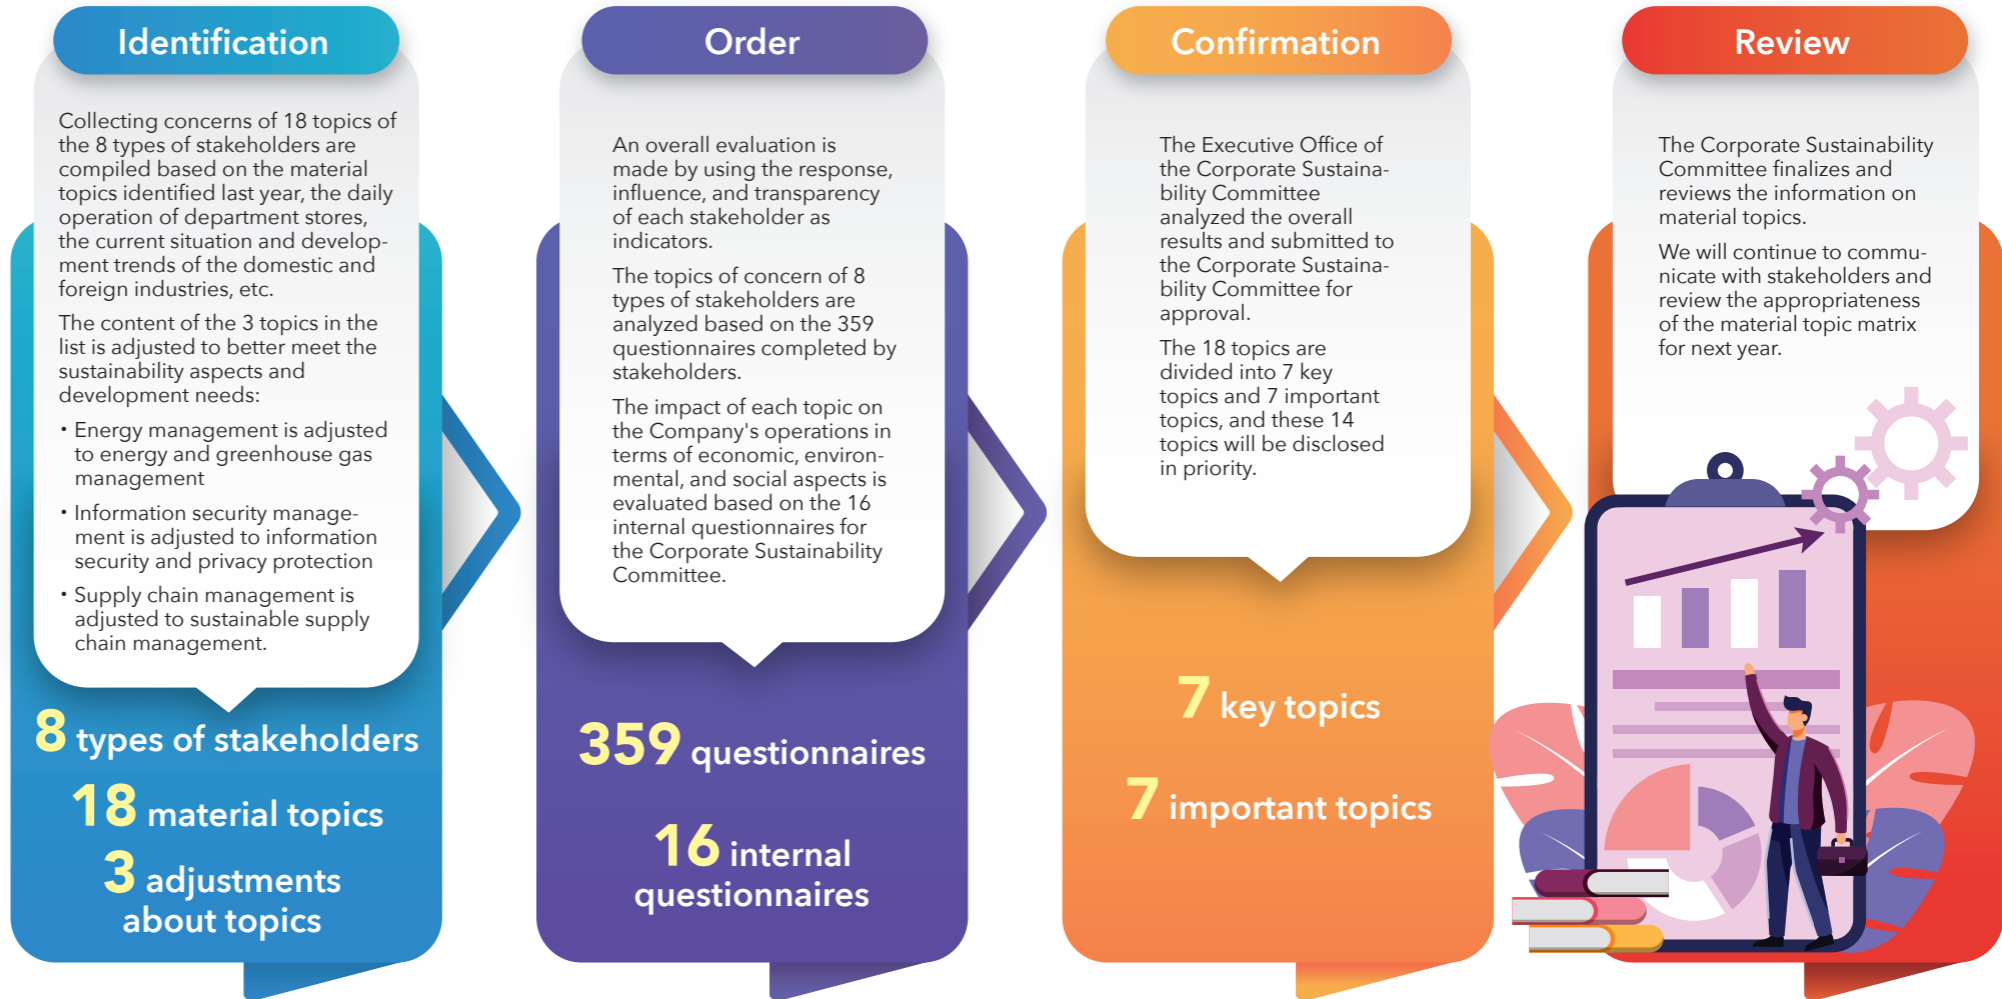 Identification
Collecting concerns of 18 topics of
the 8 types of stakeholders are
compiled based on the material
topics identified last year, the daily
operation of department stores,
the current situation and develop-
ment trends of the domestic and
foreign industries, etc.
The content of the 3 topics in the
list is adjusted to better meet the
sustainability aspects and
development needs:
• Energy management is adjusted
to energy and greenhouse gas
management
• Information security manage-
ment is adjusted to information
security and privacy protection
• Supply chain management is
adjusted to sustainable supply
chain management.
8 types of stakeholders
18 material topics
3 adjustments
about topics
Order
An overall evaluation is
made by using the response,
influence, and transparency
of each stakeholder as
indicators.
The topics of concern of 8
types of stakeholders are
analyzed based on the 359
questionnaires completed by
stakeholders.
The impact of each topic on
the Company's operations in
terms of economic, environ-
mental, and social aspects is
evaluated based on the 16
internal questionnaires for
the Corporate Sustainability
Committee.
359 questionnaires
16 internal
questionnaires
Confirmation
The Executive Office of
the Corporate Sustaina-
bility Committee
analyzed the overall
results and submitted to
the Corporate Sustaina-
bility Committee for
approval.
The 18 topics are
divided into 7 key
topics and 7 important
topics, and these 14
topics will be disclosed
in priority.
7 key topics
7 important topics
Review
The Corporate Sustainability
Committee finalizes and
reviews the information on
material topics.
We will continue to commu-
nicate with stakeholders and
review the appropriateness
of the material topic matrix
for next year.